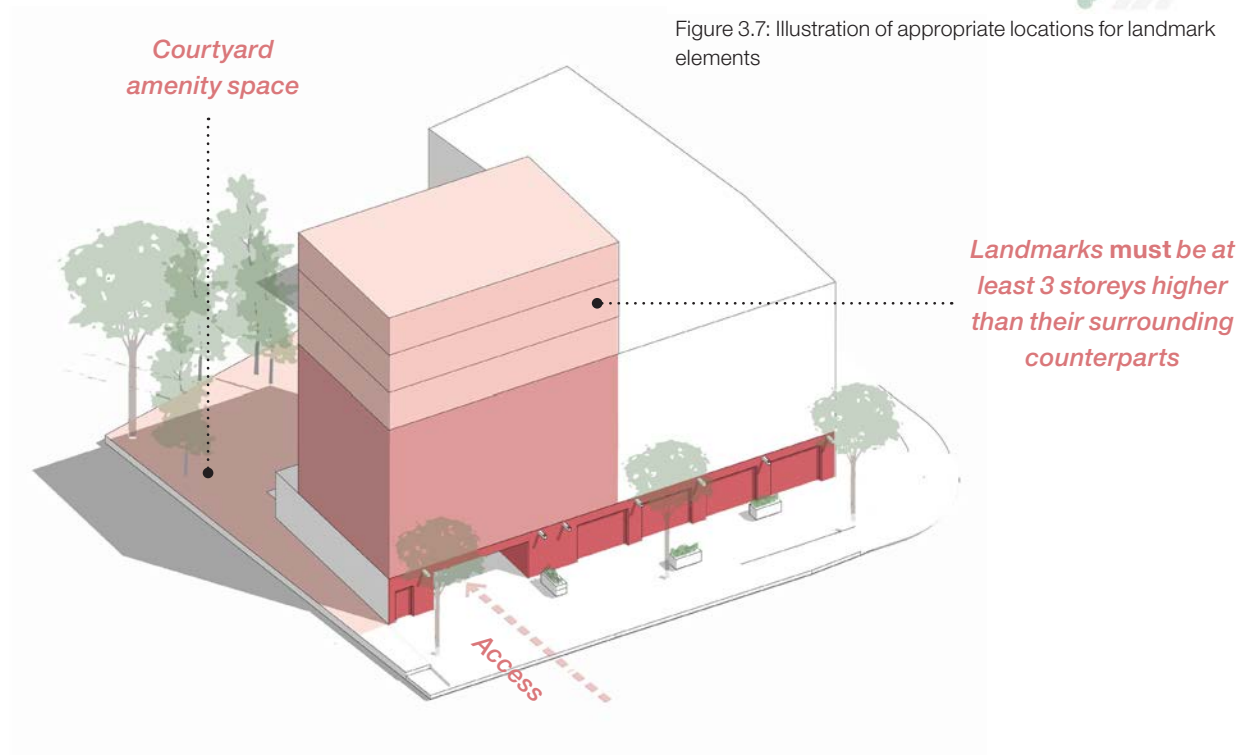 Figure 3.7: Illustration of appropriate locations for landmark
elements
Courtyard
amenity space
Landmarks must be at
least 3 storeys higher
than their surrounding
counterparts
Access